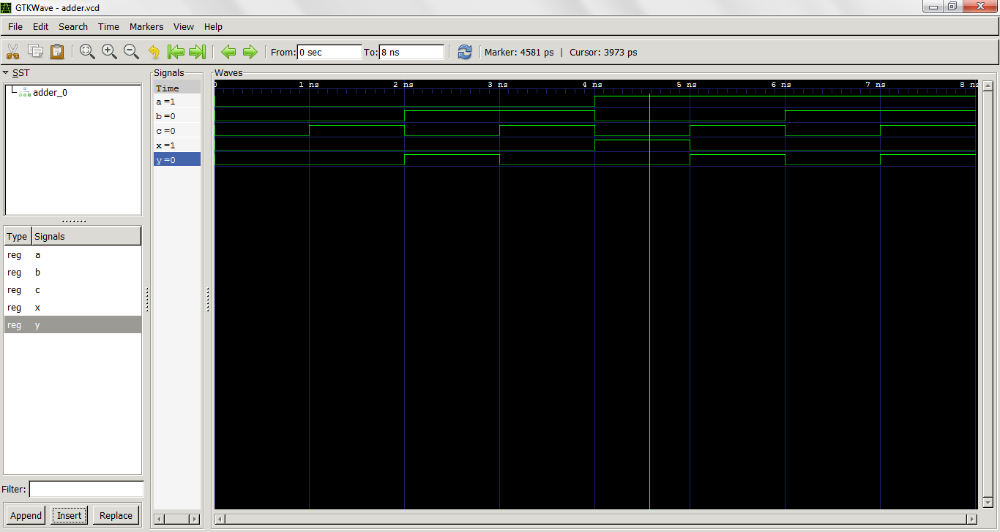 GTKWave - adder.vcd
File Edit Search Time Markers View Help
From: 0 sec To: 8 ns Marker: 4581 ps | Cursor: 3973 ps
SST
adder_0
Type Signals
reg a
reg b
reg c
reg x
reg y
Filter:
Append Insert Replace
Signals
Time
a=1
b=0
c=0
x=1
y=0
Waves
0 1 ns 2 ns 3 ns 4 ns 5 ns 6 ns 7 ns 8 ns